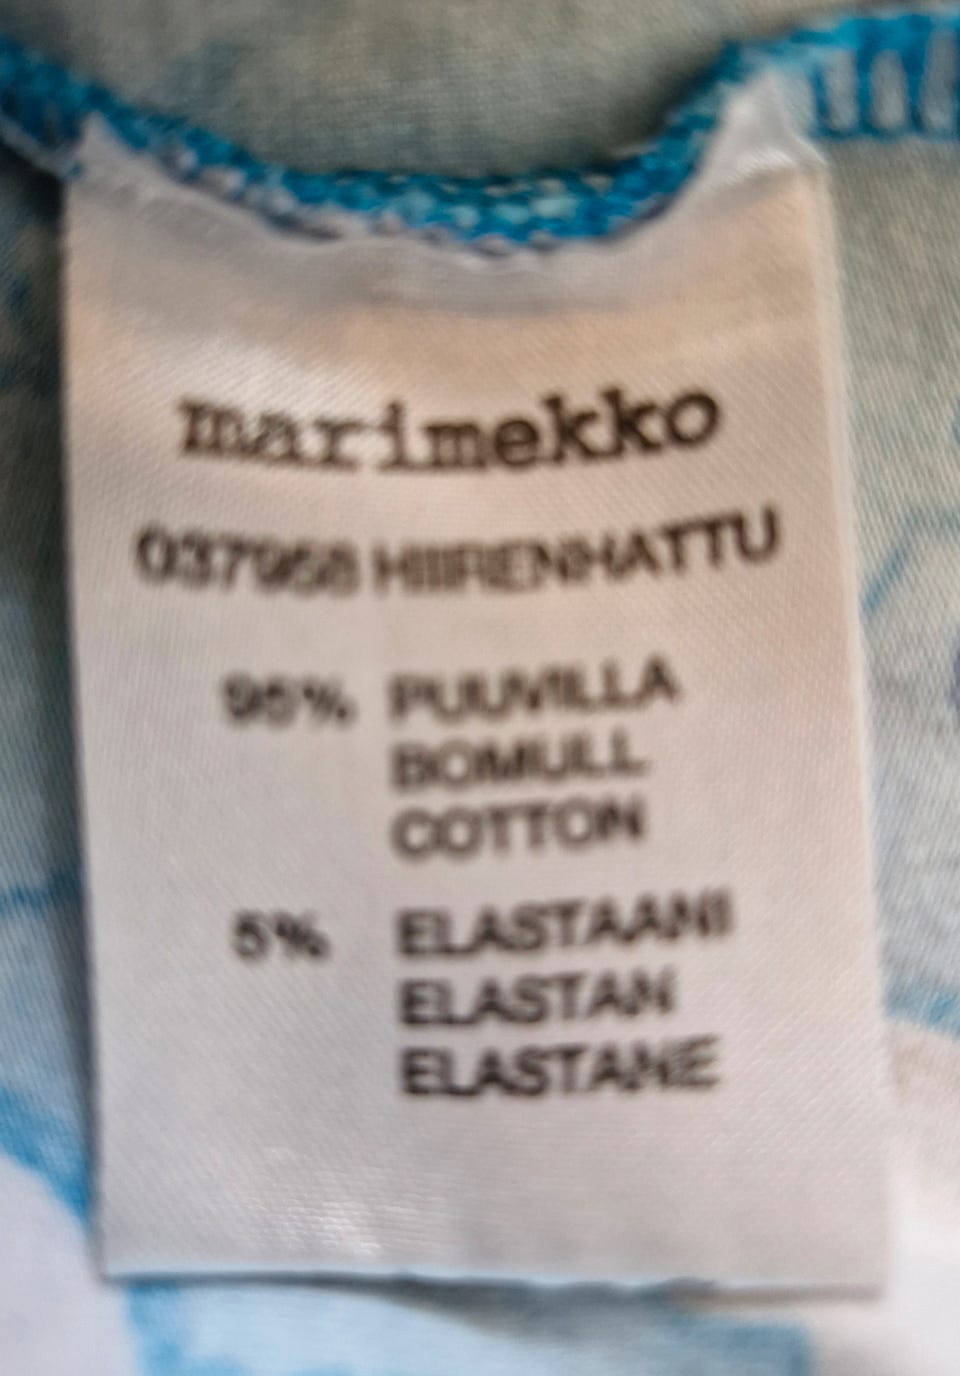 marimekko
037958 HIIRENHATTU
95% PUUVILLA
BOMULL
COTTON
5% ELASTAANI
ELASTAN
ELASTANE